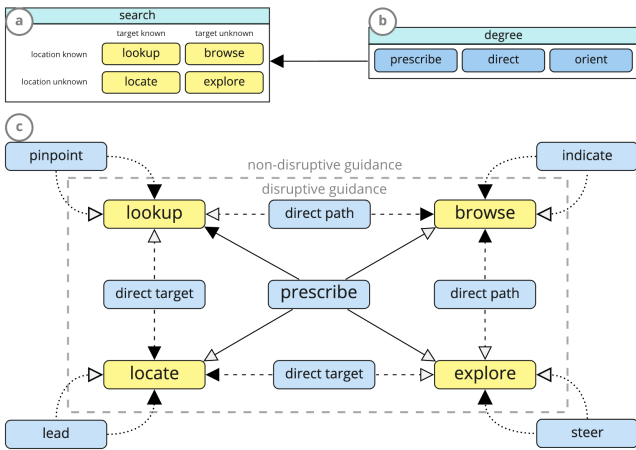 a
search
target known target unknown
location known lookup browse
location unknown locate explore
b
degree
prescribe direct orient
c
pinpoint indicate
non-disruptive guidance
disruptive guidance
lookup direct path browse
direct target prescribe direct path
locate direct target explore
lead steer